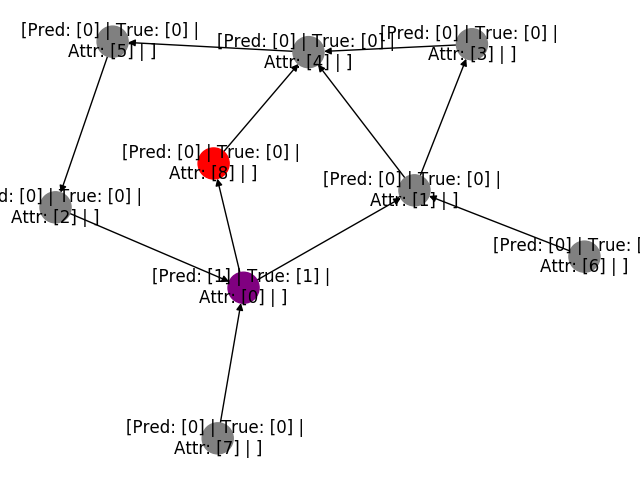 [Pred: [0] | True: [0] |
Attr: [5] | ]
[Pred: [0] | True: [0] |
Attr: [4] | ]
[Pred: [0] | True: [0] |
Attr: [3] | ]
[Pred: [0] | True: [0] |
Attr: [8] | ]
[Pred: [0] | True: [0] |
Attr: [1] | ]
d: [0] | True: [0] |
Attr: [2] | ]
[Pred: [0] | True: [
Attr: [6] | ]
[Pred: [1] | True: [1] |
Attr: [0] | ]
[Pred: [0] | True: [0] |
Attr: [7] | ]